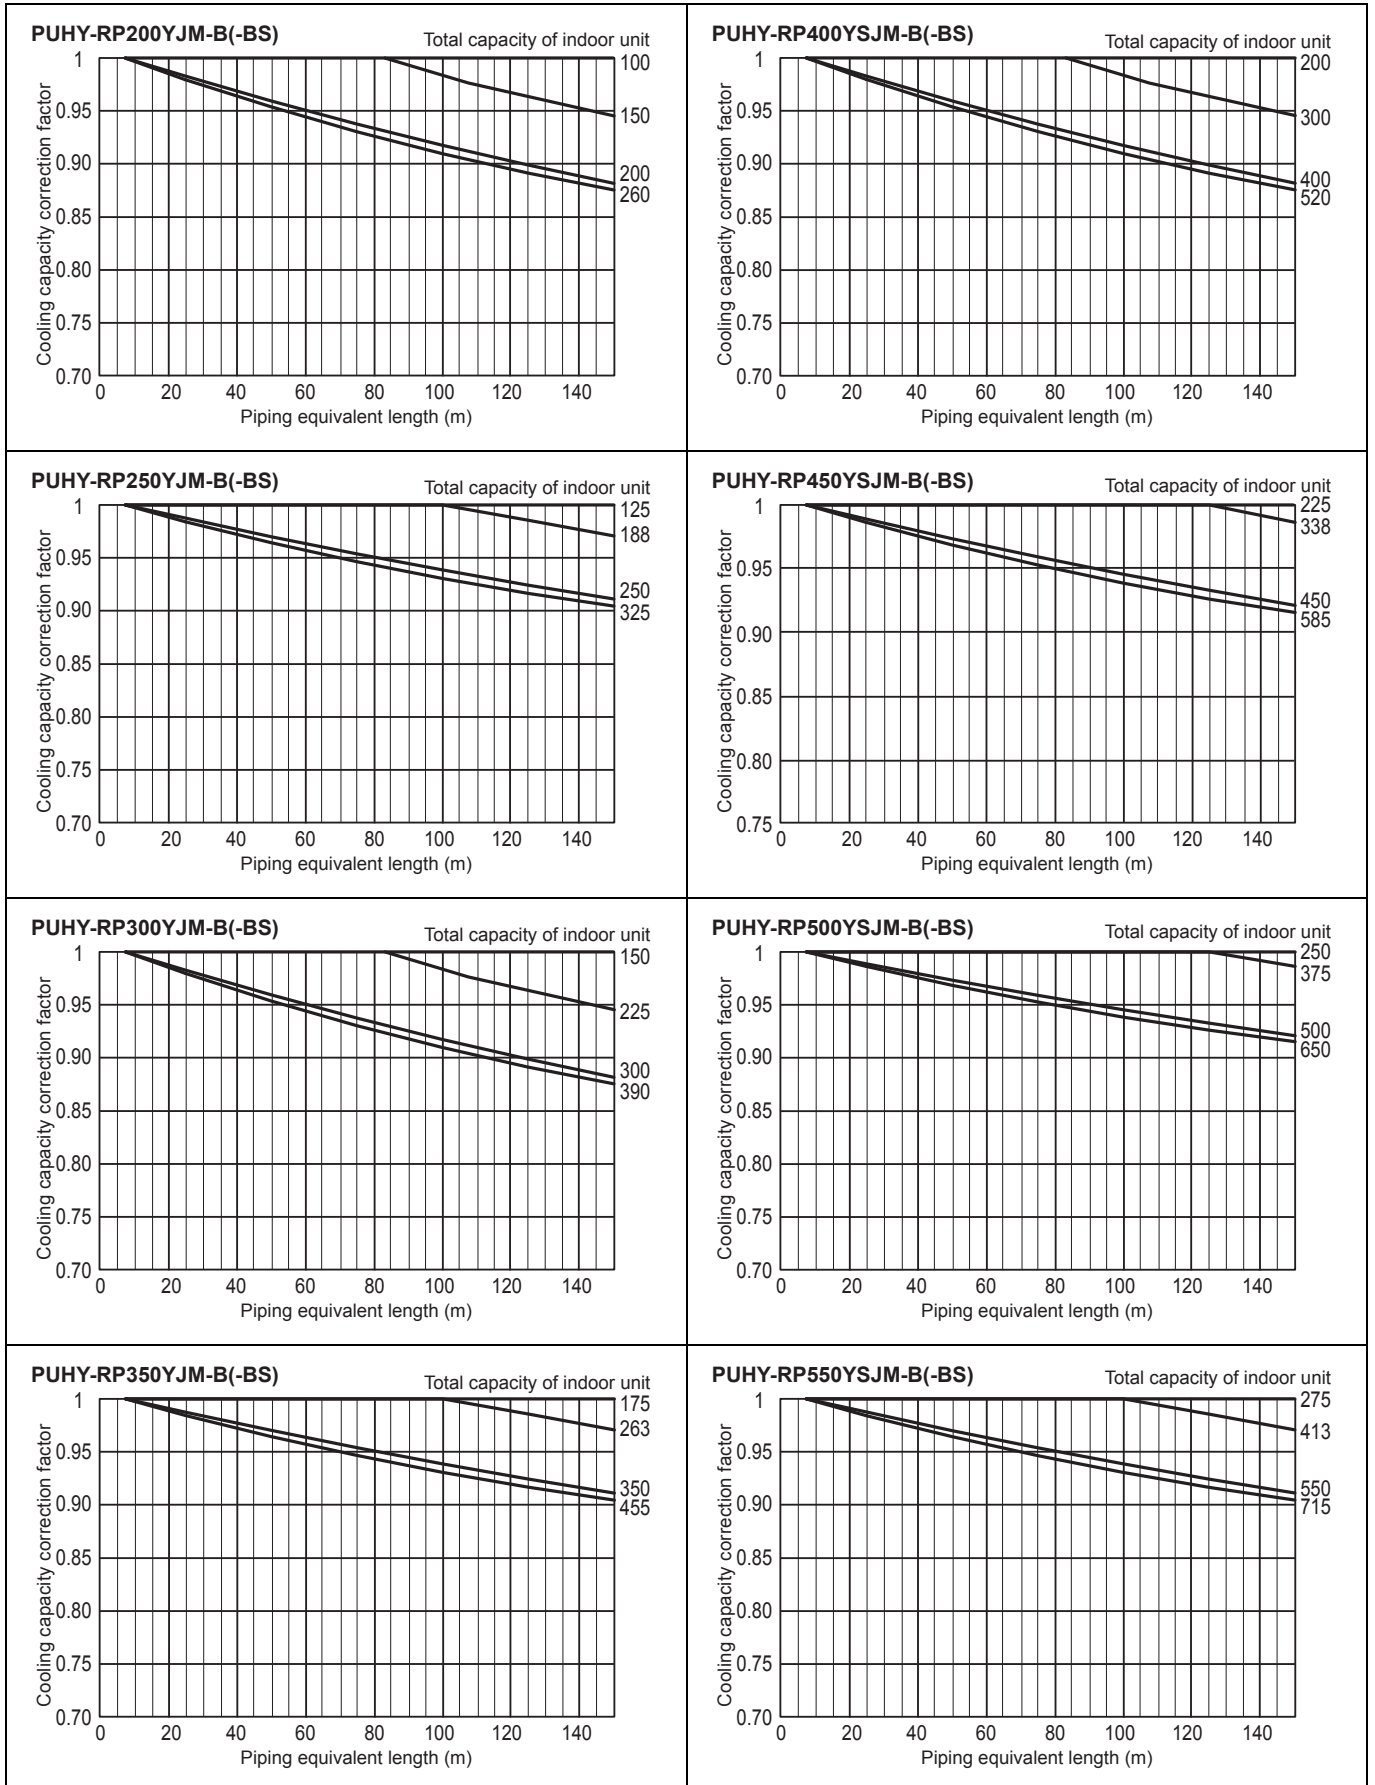 PUHY-RP200YJM-B(-BS)
Total capacity of indoor unit
Cooling capacity correction factor
1
0.95
0.90
0.85
0.80
0.75
0.70
100
150
200
260
0 20 40 60 80 100 120 140
Piping equivalent length (m)
PUHY-RP400YSJM-B(-BS)
Total capacity of indoor unit
Cooling capacity correction factor
1
0.95
0.90
0.85
0.80
0.75
0.70
200
300
400
520
0 20 40 60 80 100 120 140
Piping equivalent length (m)
PUHY-RP250YJM-B(-BS)
Total capacity of indoor unit
Cooling capacity correction factor
1
0.95
0.90
0.85
0.80
0.75
0.70
125
188
250
325
0 20 40 60 80 100 120 140
Piping equivalent length (m)
PUHY-RP450YSJM-B(-BS)
Total capacity of indoor unit
Cooling capacity correction factor
1
0.95
0.90
0.85
0.80
0.75
225
338
450
585
0 20 40 60 80 100 120 140
Piping equivalent length (m)
PUHY-RP300YJM-B(-BS)
Total capacity of indoor unit
Cooling capacity correction factor
1
0.95
0.90
0.85
0.80
0.75
0.70
150
225
300
390
0 20 40 60 80 100 120 140
Piping equivalent length (m)
PUHY-RP500YSJM-B(-BS)
Total capacity of indoor unit
Cooling capacity correction factor
1
0.95
0.90
0.85
0.80
0.75
0.70
250
375
500
650
0 20 40 60 80 100 120 140
Piping equivalent length (m)
PUHY-RP350YJM-B(-BS)
Total capacity of indoor unit
Cooling capacity correction factor
1
0.95
0.90
0.85
0.80
0.75
0.70
175
263
350
455
0 20 40 60 80 100 120 140
Piping equivalent length (m)
PUHY-RP550YSJM-B(-BS)
Total capacity of indoor unit
Cooling capacity correction factor
1
0.95
0.90
0.85
0.80
0.75
0.70
275
413
550
715
0 20 40 60 80 100 120 140
Piping equivalent length (m)